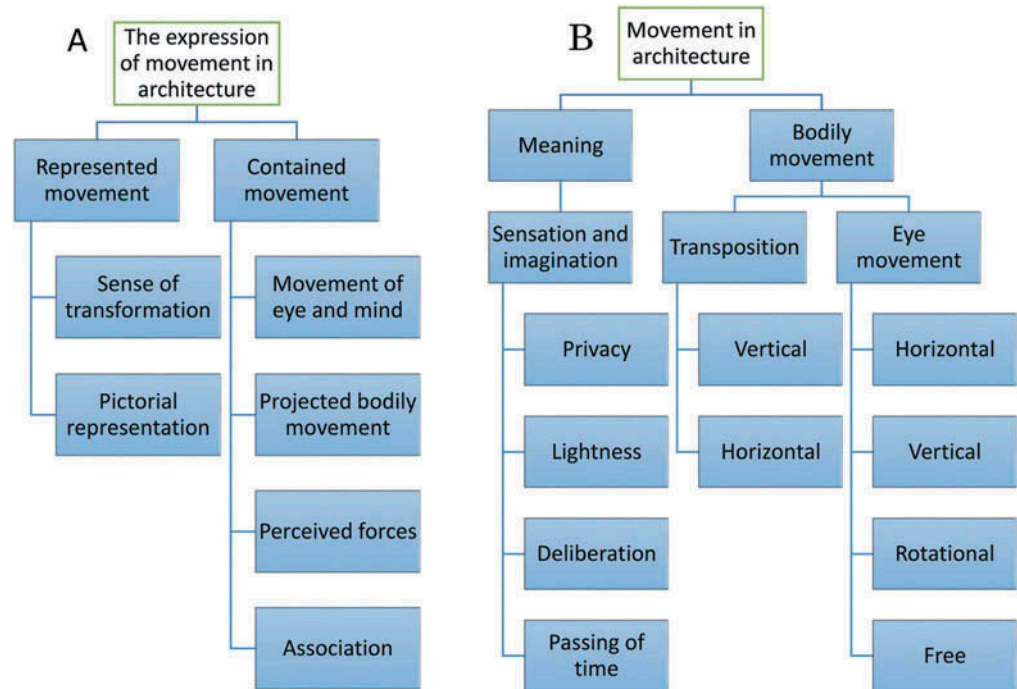 A
The expression
of movement in
architecture
Represented
movement
Contained
movement
Sense of
transformation
Pictorial
representation
Movement of
eye and mind
Projected bodily
movement
Perceived forces
Association
B
Movement in
architecture
Meaning
Bodily
movement
Sensation and
imagination
Transposition
Eye
movement
Privacy
Lightness
Deliberation
Passing of
time
Vertical
Horizontal
Horizontal
Vertical
Rotational
Free